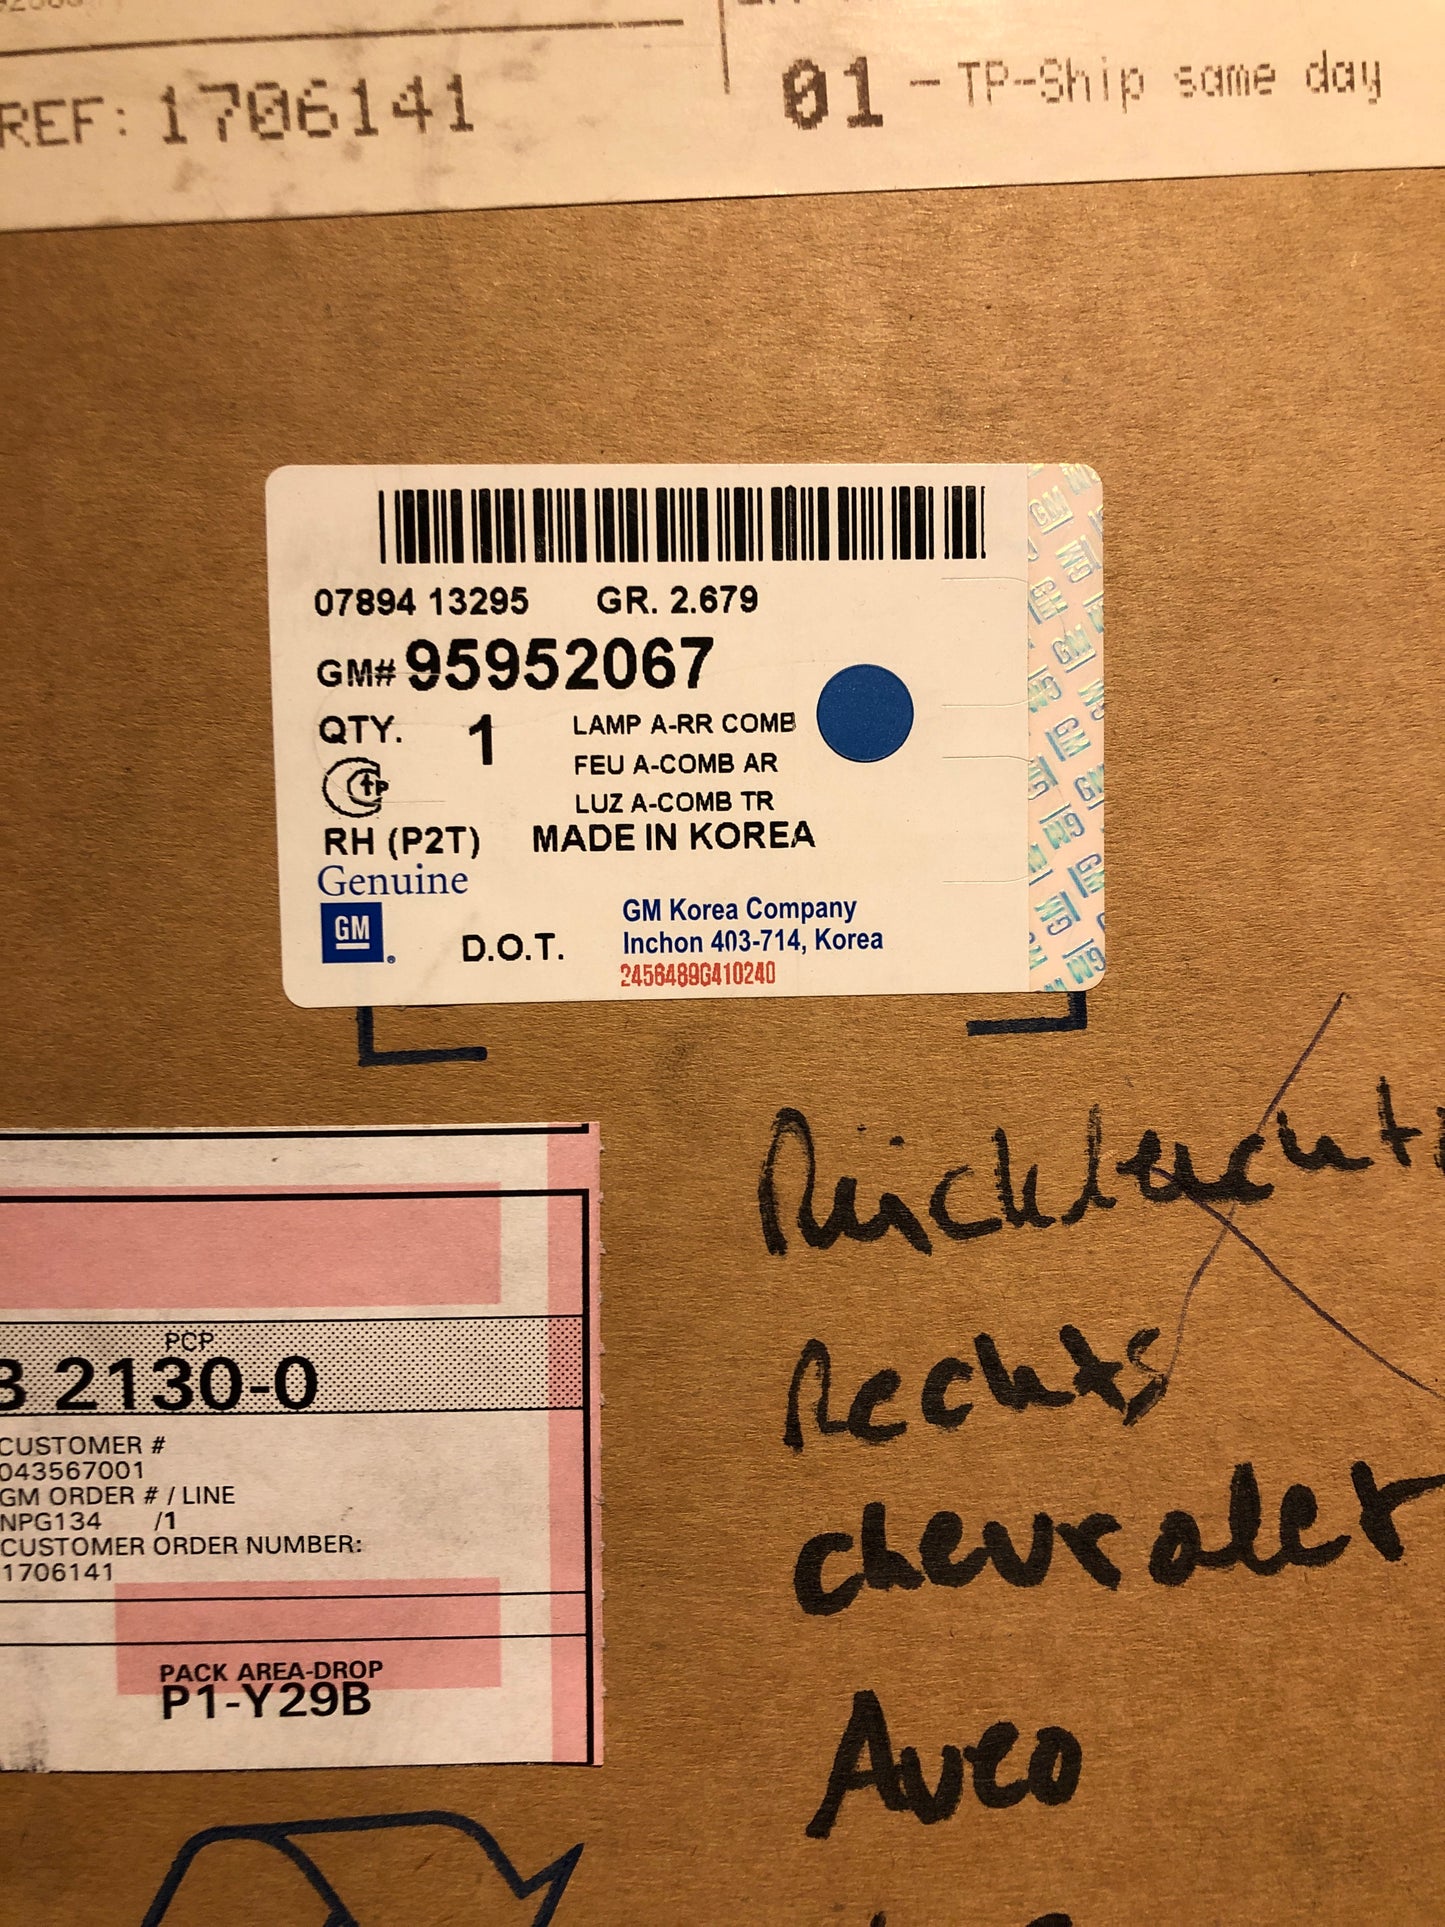 REF: 1706141
01 - TP-Ship same day
07894 13295 GR. 2.679
GM# 95952067
QTY. 1
LAMP A-RR COMB
FEU A-COMB AR
LUZ A-COMB TR
RH (P2T) MADE IN KOREA
Genuine
GM
D.O.T.
GM Korea Company
Inchon 403-714, Korea
2456489G410240
Rücklicht
Rechts
chevrolet
Aveo
PCP
2130-0
CUSTOMER #
043567001
GM ORDER # / LINE
NPG134 /1
CUSTOMER ORDER NUMBER:
1706141
PACK AREA-DROP
P1-Y29B